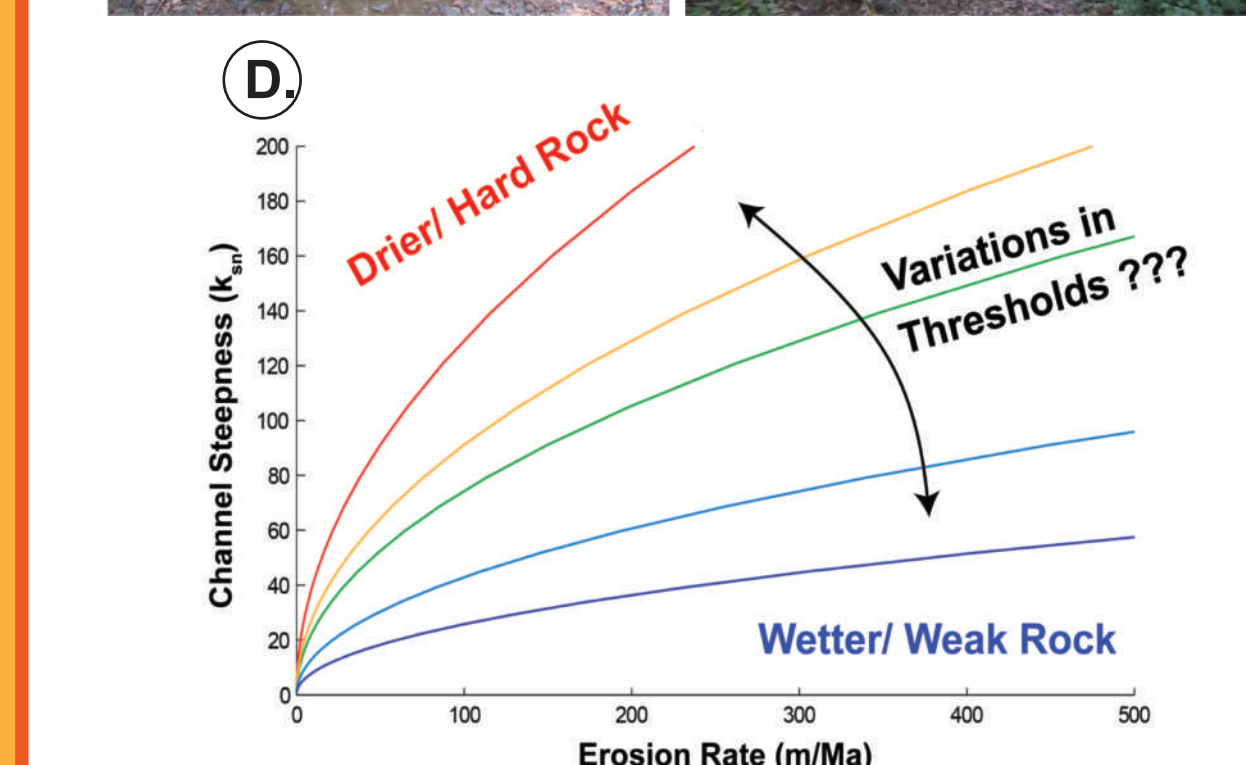 D.
Drier/ Hard Rock
Variations in
Thresholds ???
Wetter/ Weak Rock
Channel Steepness (ksn)
200
180
160
140
120
100
80
60
40
20
0
0 100 200 300 400 500
Erosion Rate (m/Ma)